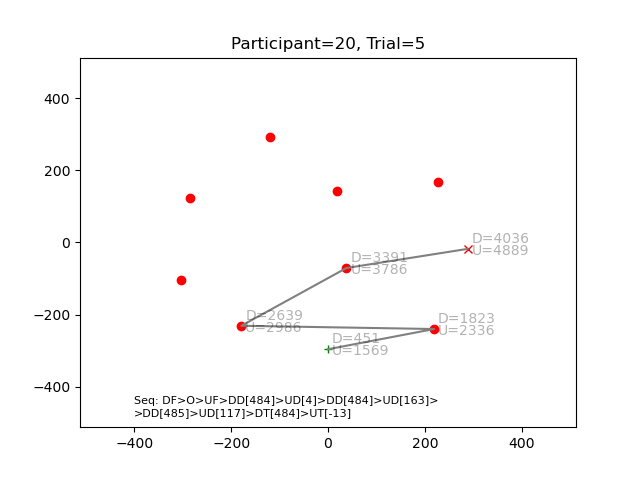 Participant=20, Trial=5
400
200
0
−200
−400
D=4036
U=4889
D=3391
U=3786
D=2639
U=2986
D=1823
U=2336
D=451
U=1569
Seq: DF>O>UF>DD[484]>UD[4]>DD[484]>UD[163]>
>DD[485]>UD[117]>DT[484]>UT[-13]
−400 −200 0 200 400